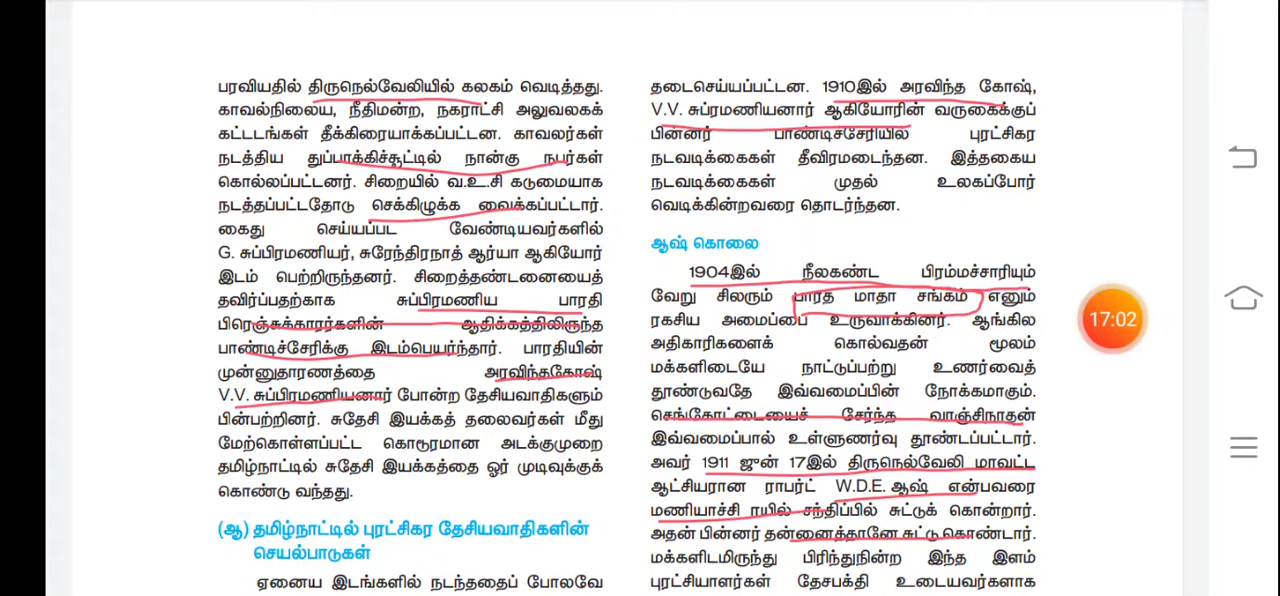 பரவியதில் திருநெல்வேலியில் கலகம் வெடித்தது.
காவல்நிலைய, நீதிமன்ற, நகராட்சி அலுவலகக்
கட்டடங்கள் தீக்கிரையாக்கபட்டன. காவலர்கள்
நடத்திய துப்பாக்கிச்சூட்டில் நான்கு நபர்கள்
கொல்லப்பட்டனர். சிறையில் வ.உ.சி கடுமையாக
நடத்தப்பட்டதோடு செக்கிழுக்க வைக்கப்பட்டார்.
கைது செய்யப்பட வேண்டியவர்களில்
G. சுப்பிரமணியர், சுரேந்திரநாத் ஆர்யா ஆகியோர்
இடம் பெற்றிருந்தனர். சிறைத்தண்டனையைத்
தவிர்ப்பதற்காக சுப்பிரமணிய பாரதி
பிரெஞ்சுக்காரர்களின் ஆதிக்கத்திலிருந்த
பாண்டிச்சேரிக்கு இடம்பெயர்ந்தார். பாரதியின்
முன்னுதாரணத்தை அரவிந்தகோஷ்
V.V. சுப்பிரமணியனார் போன்ற தேசியவாதிகளும்
பின்பற்றினர். சுதேசி இயக்கத் தலைவர்கள் மீது
மேற்கொள்ளப்பட்ட கொடூரமான அடக்குமுறை
தமிழ்நாட்டில் சுதேசி இயக்கத்தை ஓர் முடிவுக்குக்
கொண்டு வந்தது.
(ஆ) தமிழ்நாட்டில் புரட்சிகர தேசியவாதிகளின்
செயல்பாடுகள்
ஏனைய இடங்களில் நடந்ததைப் போலவே
தடைசெய்யப்பட்டன. 1910இல் அரவிந்த கோஷ்,
V.V. சுப்ரமணியனார் ஆகியோரின் வருகைக்குப்
பின்னர் பாண்டிச்சேரியில் புரட்சிகர
நடவடிக்கைகள் தீவிரமடைந்தன. இத்தகைய
நடவடிக்கைகள் முதல் உலகப்போர்
வெடிக்கின்றவரை தொடர்ந்தன.
ஆஷ் கொலை
1904இல் நீலகண்ட பிரம்மச்சாரியும்
வேறு சிலரும் பாரத மாதா சங்கம் எனும்
ரகசிய அமைப்பை உருவாக்கினர். ஆங்கில
அதிகாரிகளைக் கொல்வதன் மூலம்
மக்களிடையே நாட்டுப்பற்று உணர்வைத்
தூண்டுவதே இவ்வமைப்பின் நோக்கமாகும்.
செங்கோட்டையைச் சேர்ந்த வாஞ்சிநாதன்
இவ்வமைப்பால் உள்ளுணர்வு தூண்டப்பட்டார்.
அவர் 1911 ஜுன் 17இல் திருநெல்வேலி மாவட்ட
ஆட்சியரான ராபர்ட் W.D.E. ஆஷ் என்பவரை
மணியாச்சி ரயில் சந்திப்பில் சுட்டுக் கொன்றார்.
அதன் பின்னர் தன்னைத்தானே சுட்டுகொண்டார்.
மக்களிடமிருந்து பிரிந்துநின்ற இந்த இளம்
புரட்சியாளர்கள் தேசபக்தி உடையவர்களாக
17:02